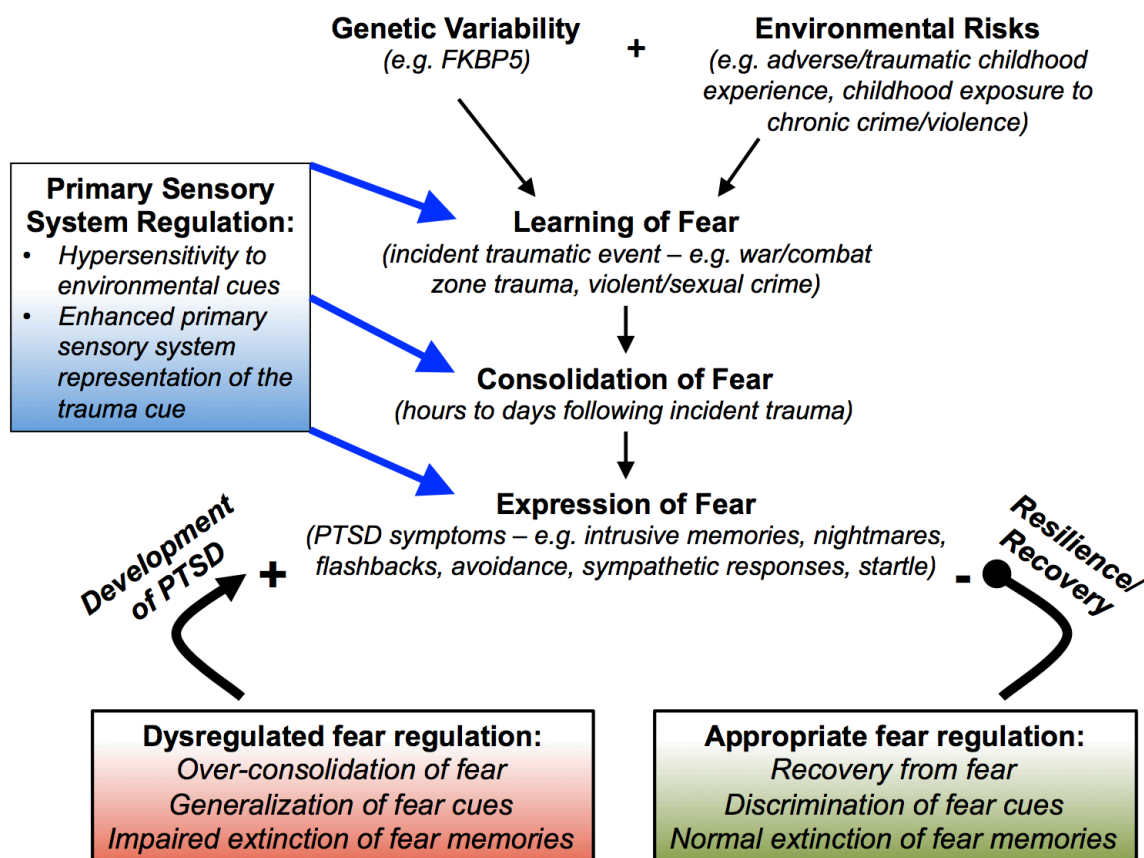 Genetic Variability
(e.g. FKBP5)
+
Environmental Risks
(e.g. adverse/traumatic childhood
experience, childhood exposure to
chronic crime/violence)
Primary Sensory
System Regulation:
• Hypersensitivity to
environmental cues
• Enhanced primary
sensory system
representation of the
trauma cue
Learning of Fear
(incident traumatic event – e.g. war/combat
zone trauma, violent/sexual crime)
Consolidation of Fear
(hours to days following incident trauma)
Expression of Fear
(PTSD symptoms – e.g. intrusive memories, nightmares,
flashbacks, avoidance, sympathetic responses, startle)
Development
of PTSD
+
-
Resilience/
Recovery
Dysregulated fear regulation:
Over-consolidation of fear
Generalization of fear cues
Impaired extinction of fear memories
Appropriate fear regulation:
Recovery from fear
Discrimination of fear cues
Normal extinction of fear memories